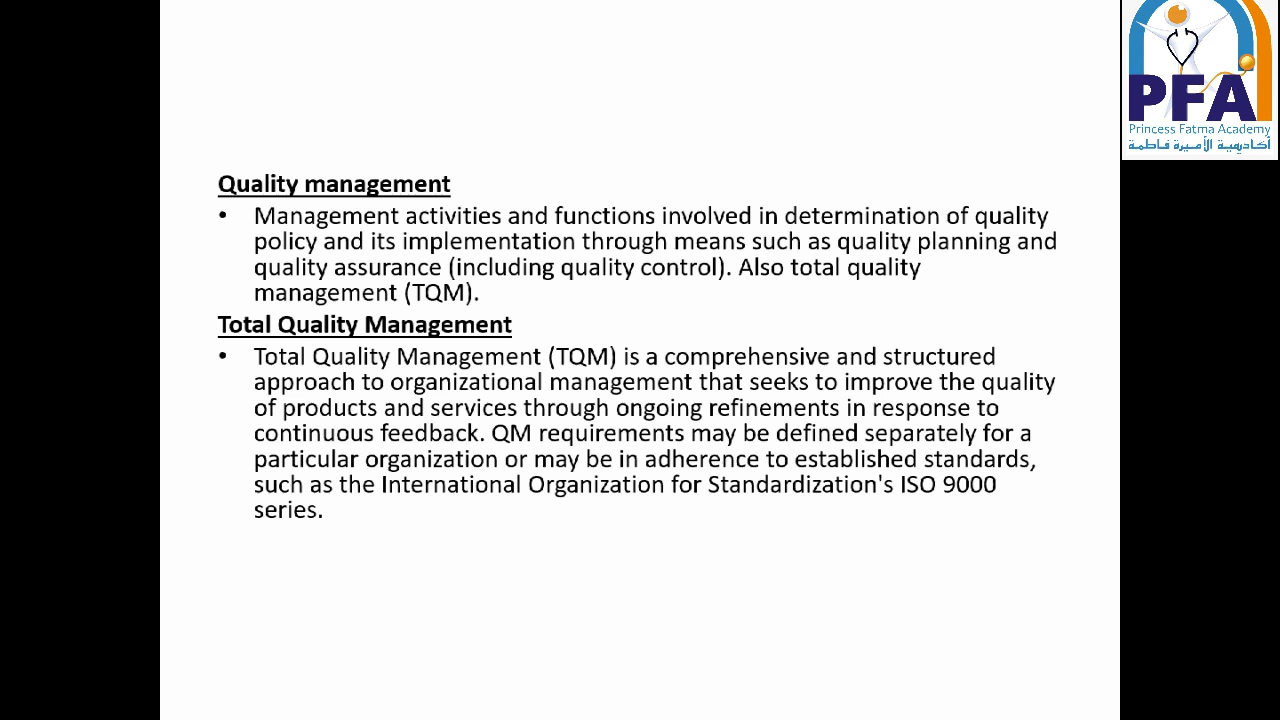 PFA
Princess Fatma Academy
أكاديمية الأميرة فاطمة
Quality management
• Management activities and functions involved in determination of quality
policy and its implementation through means such as quality planning and
quality assurance (including quality control). Also total quality
management (TQM).
Total Quality Management
• Total Quality Management (TQM) is a comprehensive and structured
approach to organizational management that seeks to improve the quality
of products and services through ongoing refinements in response to
continuous feedback. QM requirements may be defined separately for a
particular organization or may be in adherence to established standards,
such as the International Organization for Standardization's ISO 9000
series.